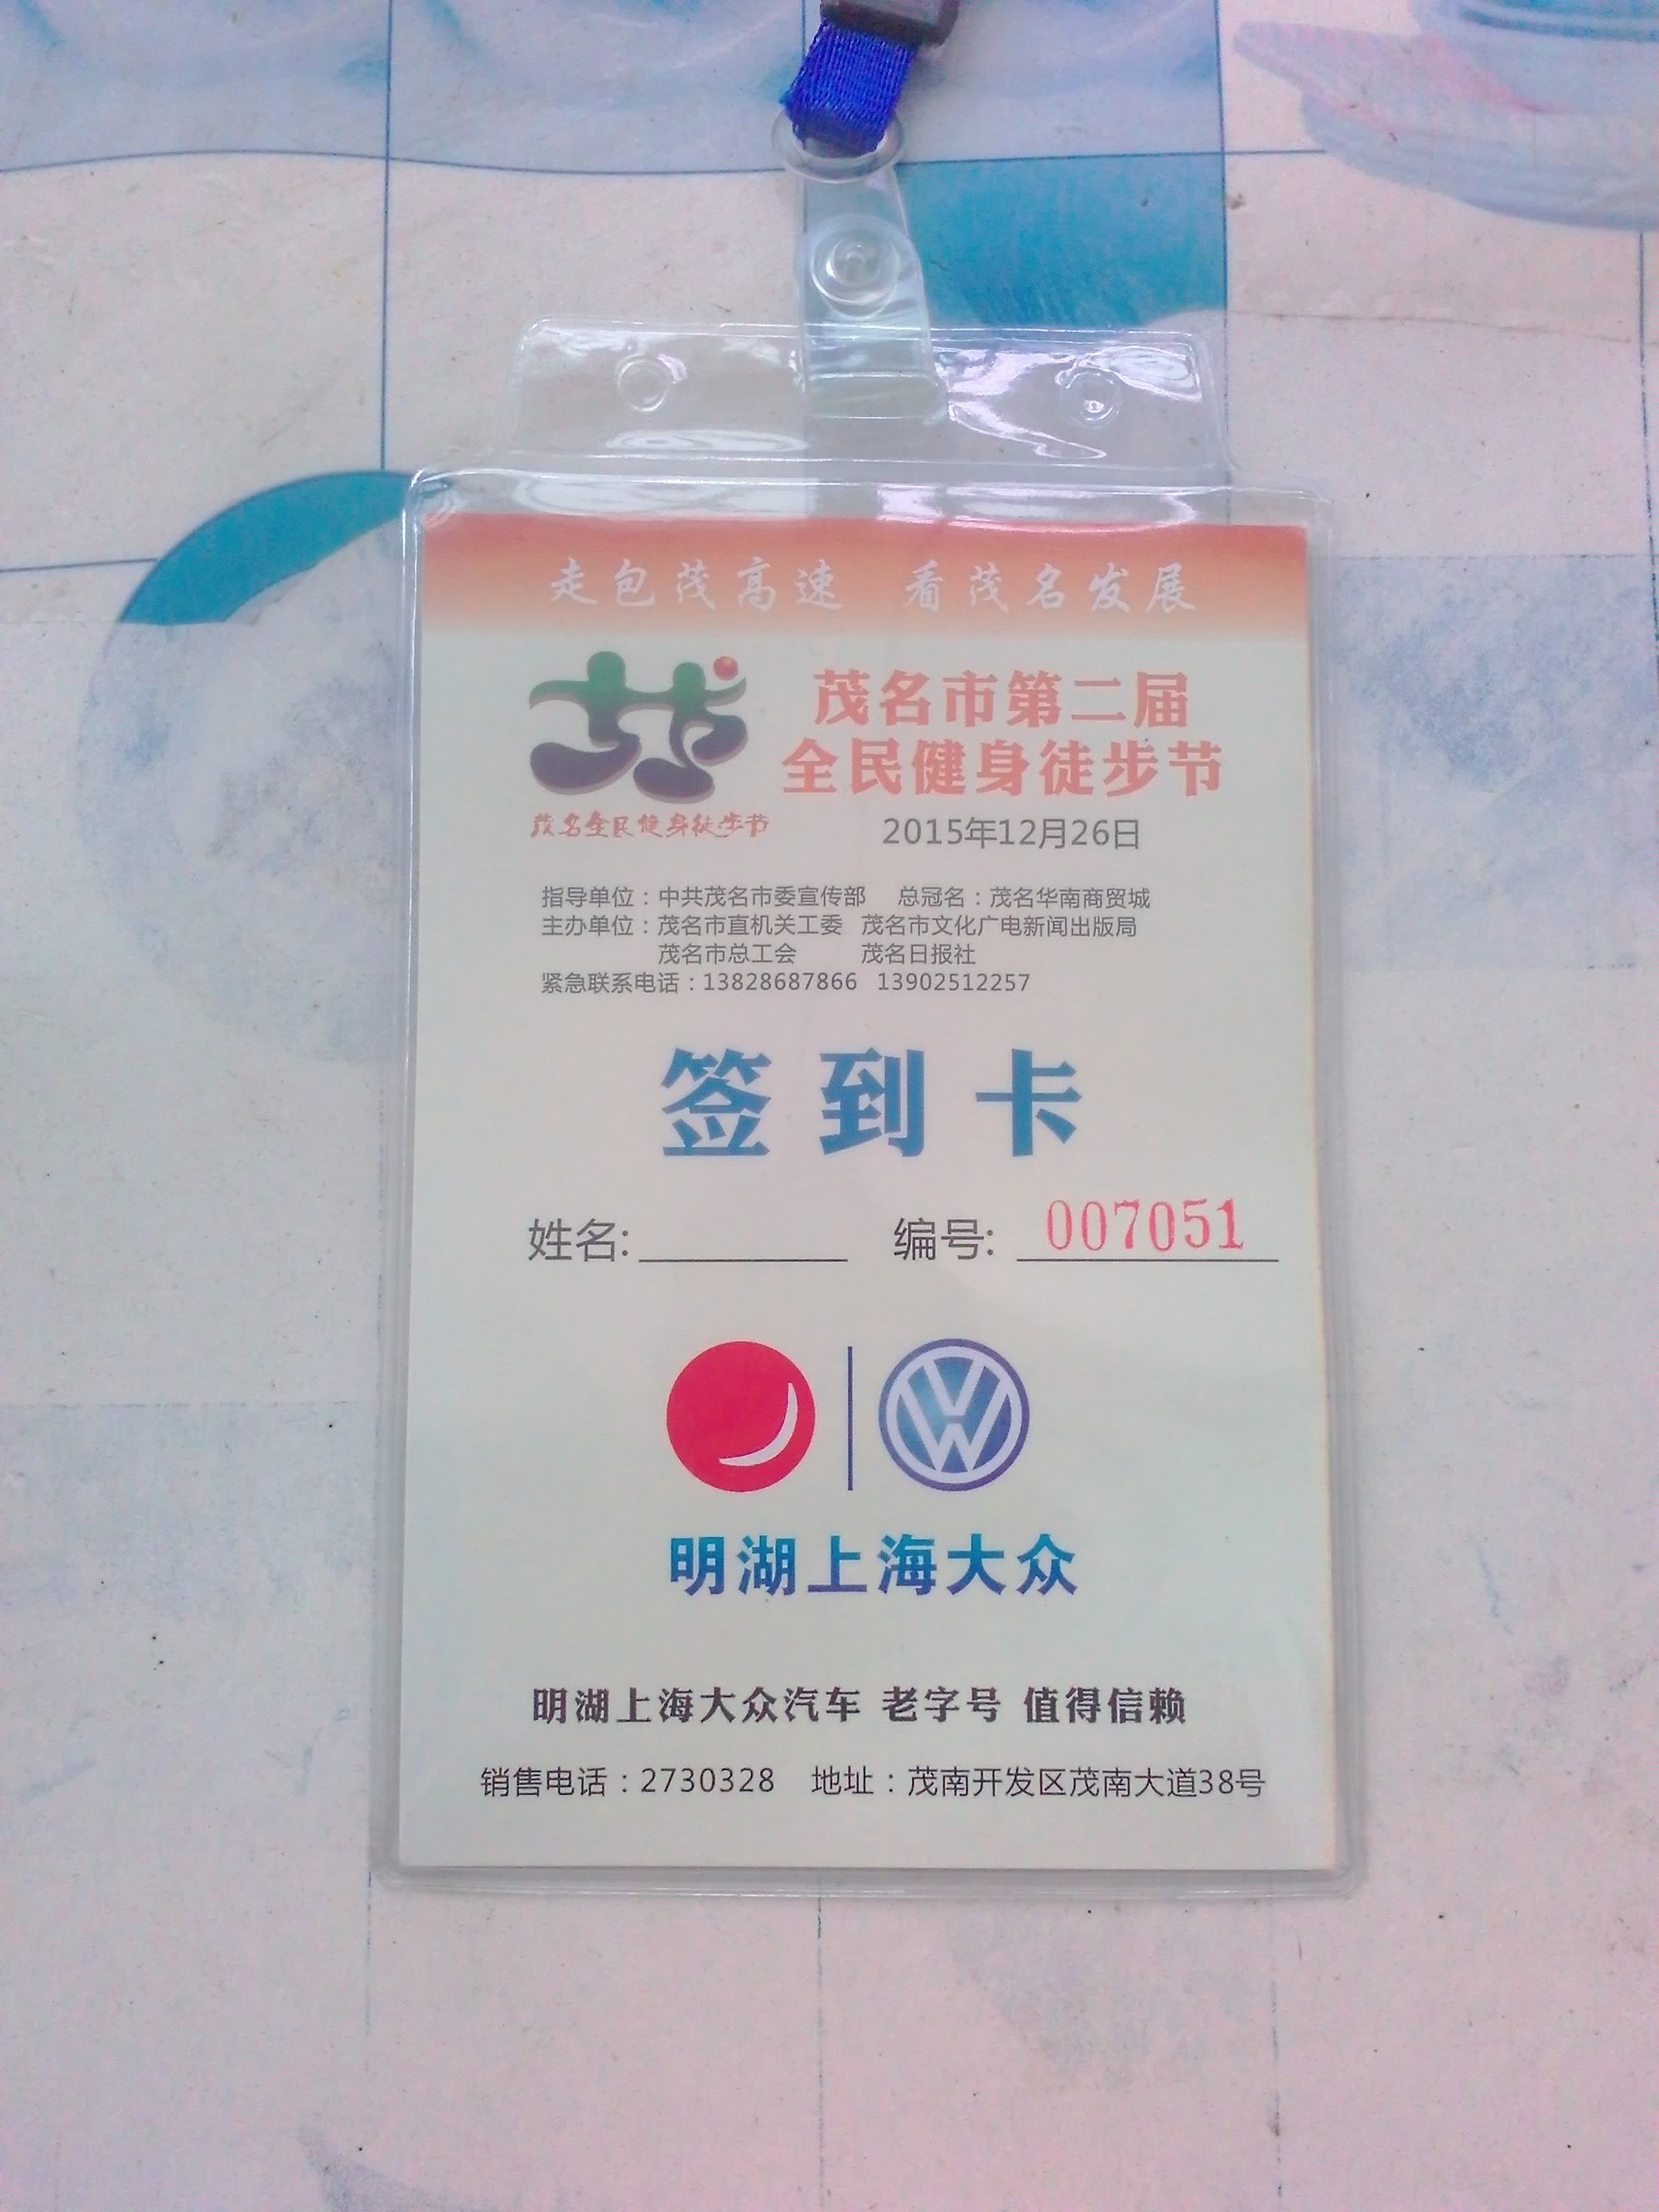 走包茂高速 看茂名发展
茂名市第二届
全民健身徒步节
茂名全民健身徒步节
2015年12月26日
指导单位：中共茂名市委宣传部 总冠名：茂名华南商贸城
主办单位：茂名市直机关工委 茂名市文化广电新闻出版局
茂名市总工会 茂名日报社
紧急联系电话：13828687866 13902512257
签到卡
姓名: 编号: 007051
明湖上海大众
明湖上海大众汽车 老字号 值得信赖
销售电话：2730328 地址：茂南开发区茂南大道38号